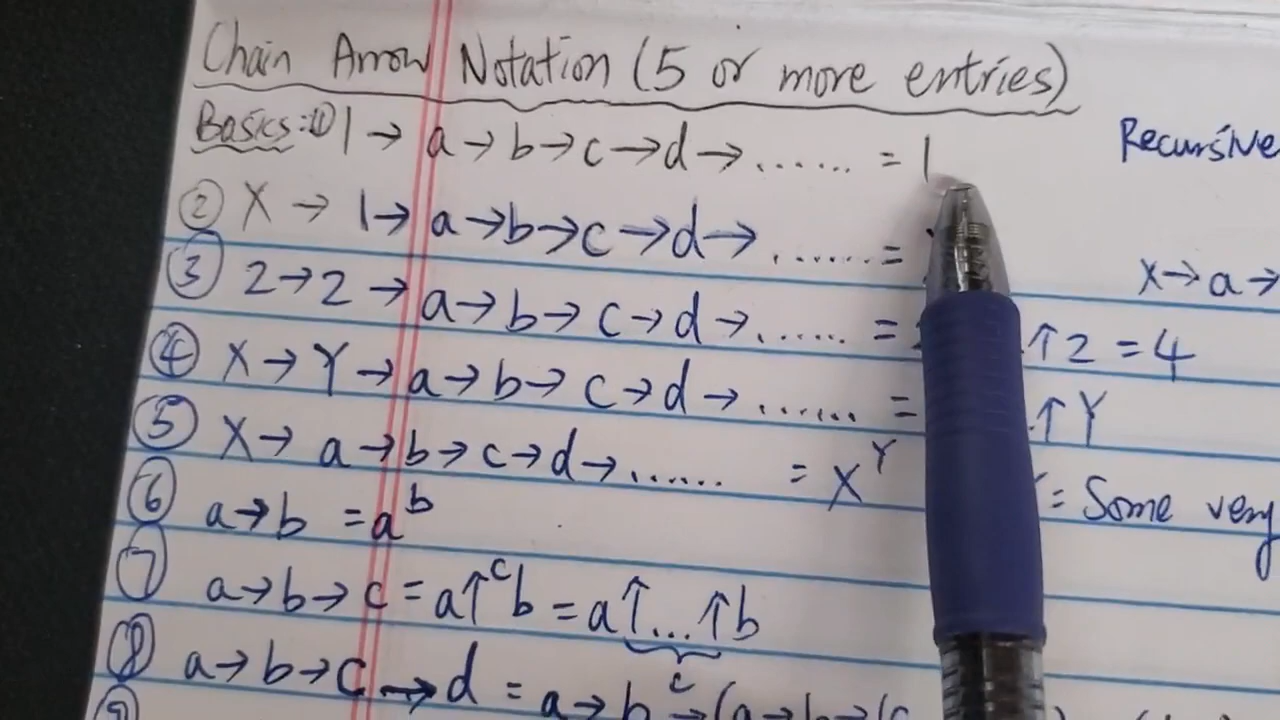 Chain Arrow Notation (5 or more entries)
Basics: ① 1 → a → b → c → d → ...... = 1
Recursive
② X → 1 → a → b → c → d → ....... =
X → a →
③ 2 → 2 → a → b → c → d → ...... = ↑ 2 = 4
④ X → Y → a → b → c → d → ...... = ↑ Y
⑤ X → a → b → c → d → ...... = X^Y = Some very
⑥ a → b = a^b
⑦ a → b → c = a↑^c b = a↑...↑b
c
⑧ a → b → c → d = a → b → (a → b → (c
⑨